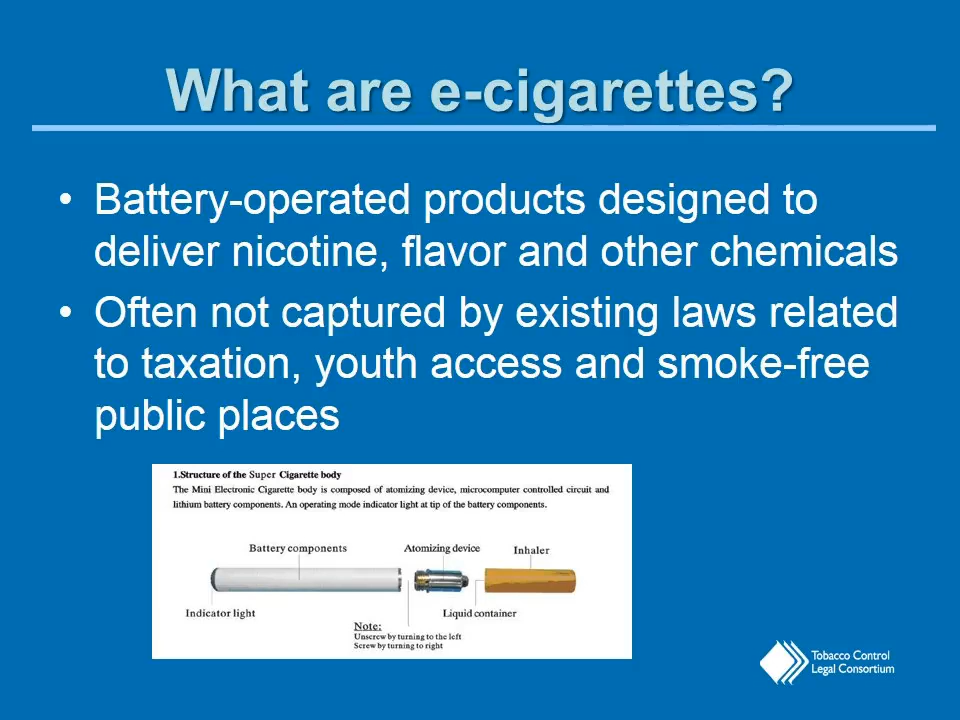 What are e-cigarettes?
• Battery-operated products designed to
deliver nicotine, flavor and other chemicals
• Often not captured by existing laws related
to taxation, youth access and smoke-free
public places
1.Structure of the Super Cigarette body
The Mini Electronic Cigarette body is composed of atomizing device, microcomputer controlled circuit and
lithium battery components. An operating mode indicator light at tip of the battery components.
Battery components
Atomizing device
Inhaler
Indicator light
Liquid container
Note:
Unscrew by turning to the left
Screw by turning to right
Tobacco Control
Legal Consortium